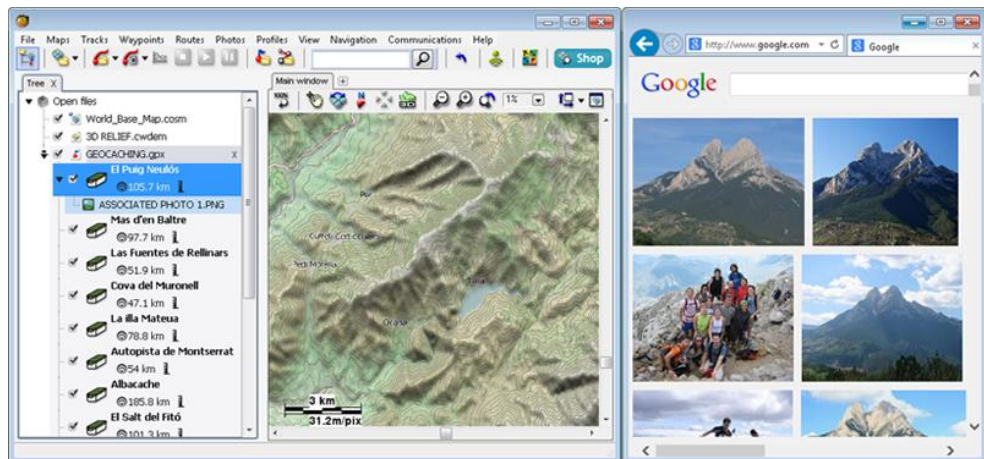 File Maps Tracks Waypoints Routes Photos Profiles View Navigation Communications Help
Shop
Tree X
Open files
World_Base_Map.cosm
3D RELIEF.cwdem
GEOCACHING.gpx x
El Puig Neulós
105.7 km
ASSOCIATED PHOTO 1.PNG
Mas d'en Baltre
97.7 km
Las Fuentes de Rellinars
51.9 km
Cova del Muronell
47.1 km
La illa Mateua
78.8 km
Autopista de Montserrat
54 km
Albacache
185.8 km
El Salt del Fitó
101.3 km
Main window
100%
1%
Ocaña
3 km
31.2m/pix
http://www.google.com
Google
Google